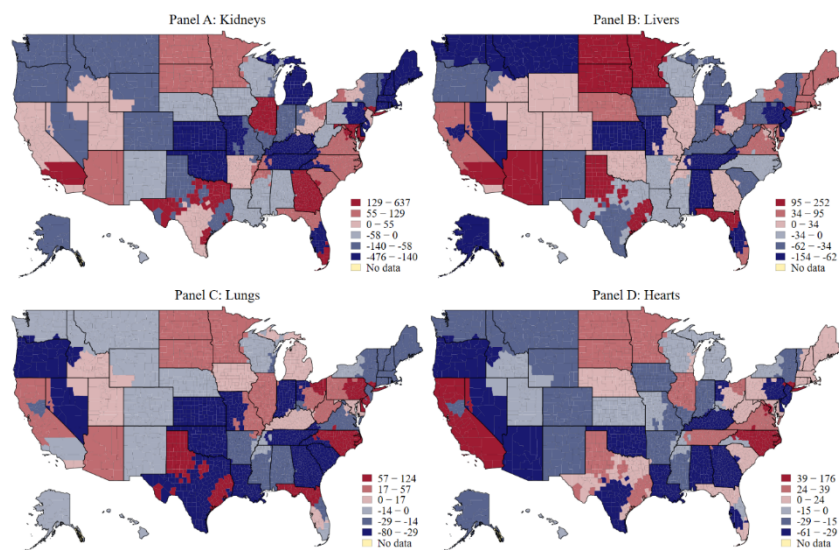 Panel A: Kidneys
129 − 637
55 − 129
0 − 55
-58 − 0
-140 − -58
-476 − -140
No data
Panel B: Livers
95 − 252
34 − 95
0 − 34
-34 − 0
-62 − -34
-154 − -62
No data
Panel C: Lungs
57 − 124
17 − 57
0 − 17
-14 − 0
-29 − -14
-80 − -29
No data
Panel D: Hearts
39 − 176
24 − 39
0 − 24
-15 − 0
-29 − -15
-61 − -29
No data